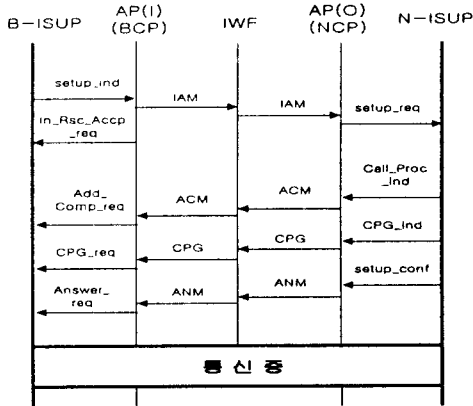 B-ISUP AP(I) (BCP) IWF AP(O) (NCP) N-ISUP
setup_ind
IAM
IAM
setup_req
In_Rsc_Accp
_req
Call_Proc
_ind
Add_
Comp_req
ACM
ACM
CPG_req
CPG
CPG
CPG_ind
setup_conf
Answer_
req
ANM
ANM
통신중